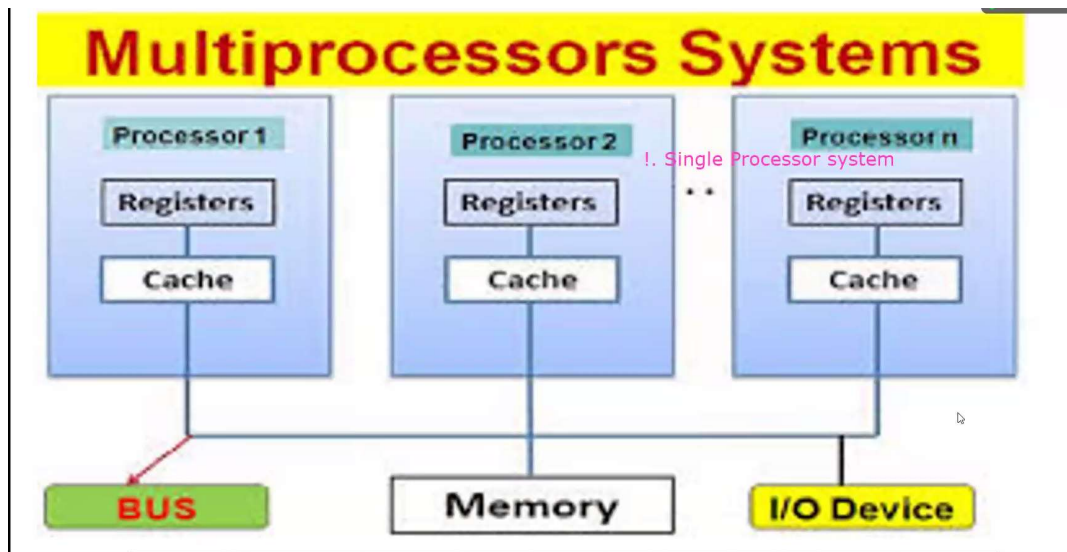 Multiprocessors Systems
Processor 1
Processor 2
Processor n
!. Single Processor system
Registers
Registers
. .
Registers
Cache
Cache
Cache
BUS
Memory
I/O Device